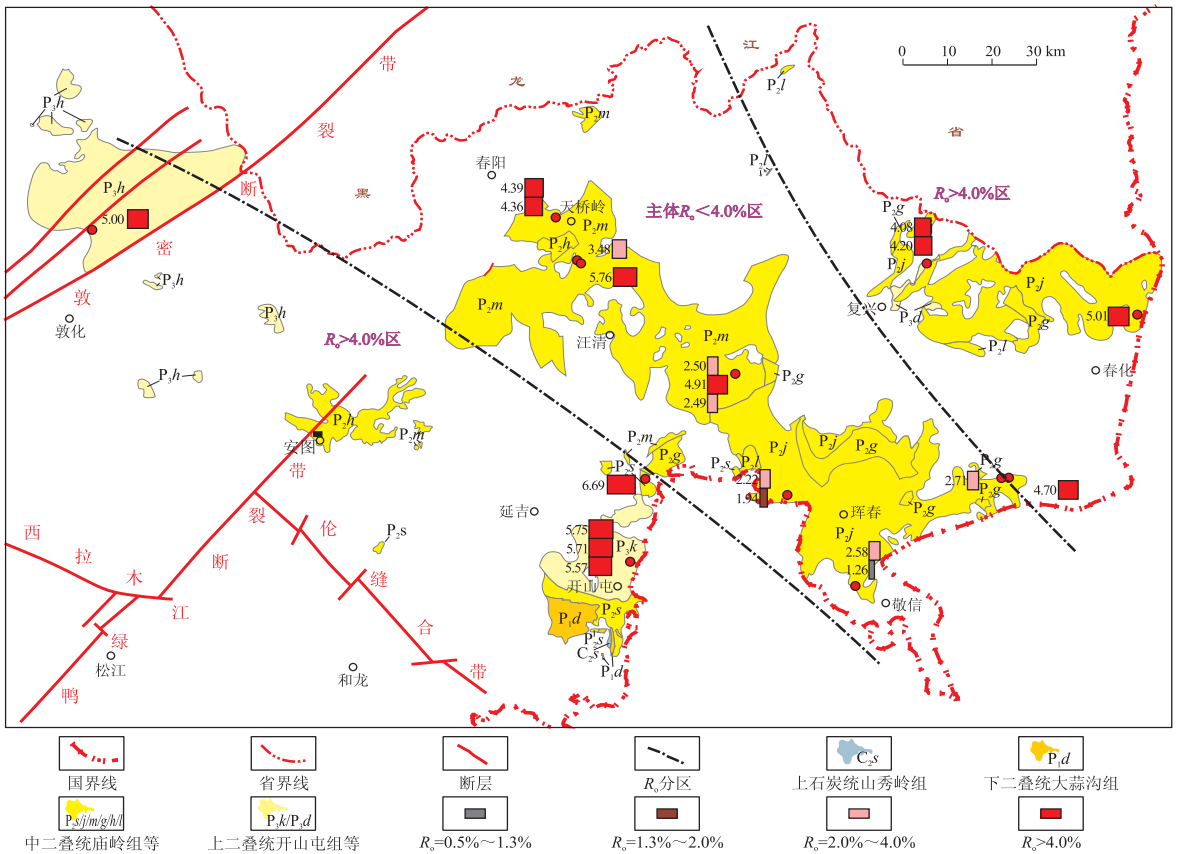 江
龙
带
0 10 20 30 km
P₂l
P₃h
裂
P₂m
省
P₂l
春阳
P₃h
断
黑
4.39
4.36
天桥岭
主体Rₒ＜4.0%区
Rₒ>4.0%区
P₂g
5.00
P₂m
4.08
密
P₂h
3.48
4.20
P₂j
5.76
P₃h
P₂j
敦
P₂m
复兴
P₃d
P₂g
5.01
敦化
P₃h
汪清
P₂m
P₂l
Rₒ>4.0%区
2.50
春化
P₃h
4.91
P₂g
2.49
P₂h
P₂m
安图
P₂m
P₂j
P₂j
P₂g
带
P₂g
P₂s
P₂s
P₂l
P₂g
6.69
2.22
2.71
P₂g
4.70
1.94
裂
延吉
P₂g
珲春
西
伦
5.75
P₂j
拉
断
P₂s
5.71
P₃k
2.58
木
缝
5.57
1.26
江
开山屯
敬信
绿
合
P₁d
P₂s
松江
P₂¹s
C₂s
带
和龙
P₁d
鸭
国界线
省界线
断层
Rₒ分区
C₂s
上石炭统山秀岭组
P₁d
下二叠统大蒜沟组
P₂s/j/m/g/h/l
中二叠统庙岭组等
P₃k/P₃d
上二叠统开山屯组等
Rₒ=0.5%～1.3%
Rₒ=1.3%～2.0%
Rₒ=2.0%～4.0%
Rₒ>4.0%